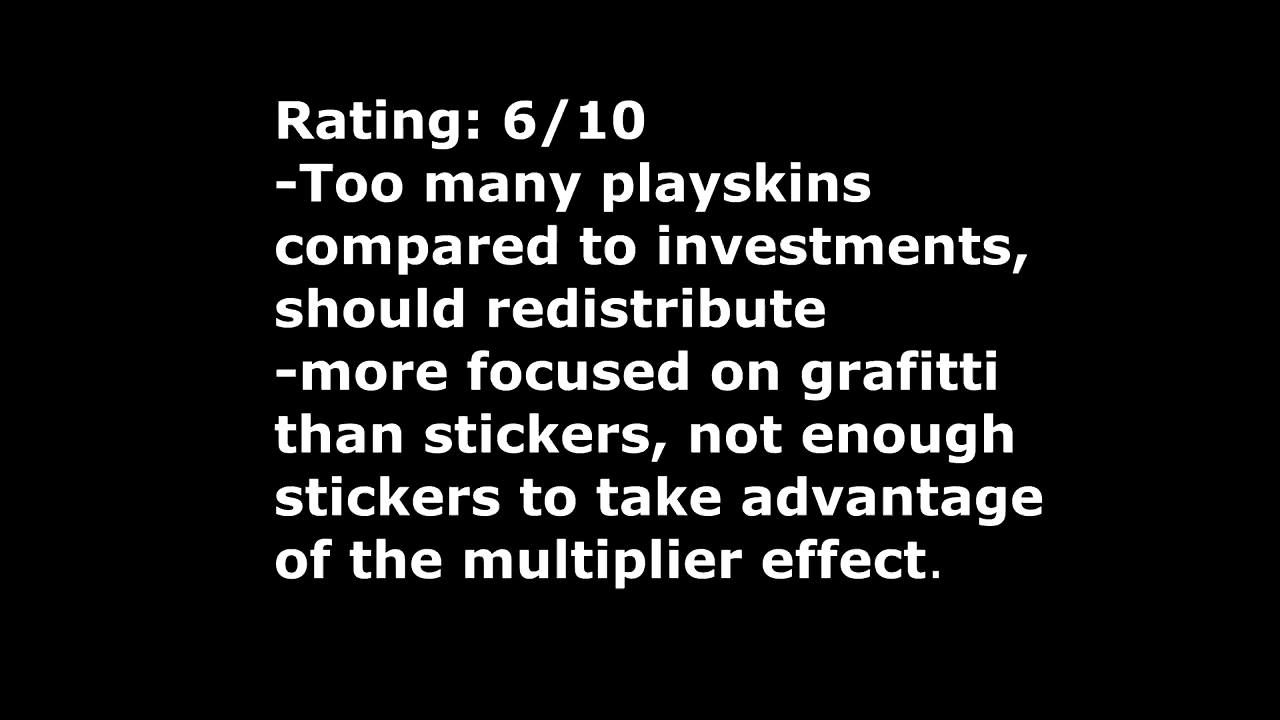 Rating: 6/10
-Too many playskins
compared to investments,
should redistribute
-more focused on grafitti
than stickers, not enough
stickers to take advantage
of the multiplier effect.